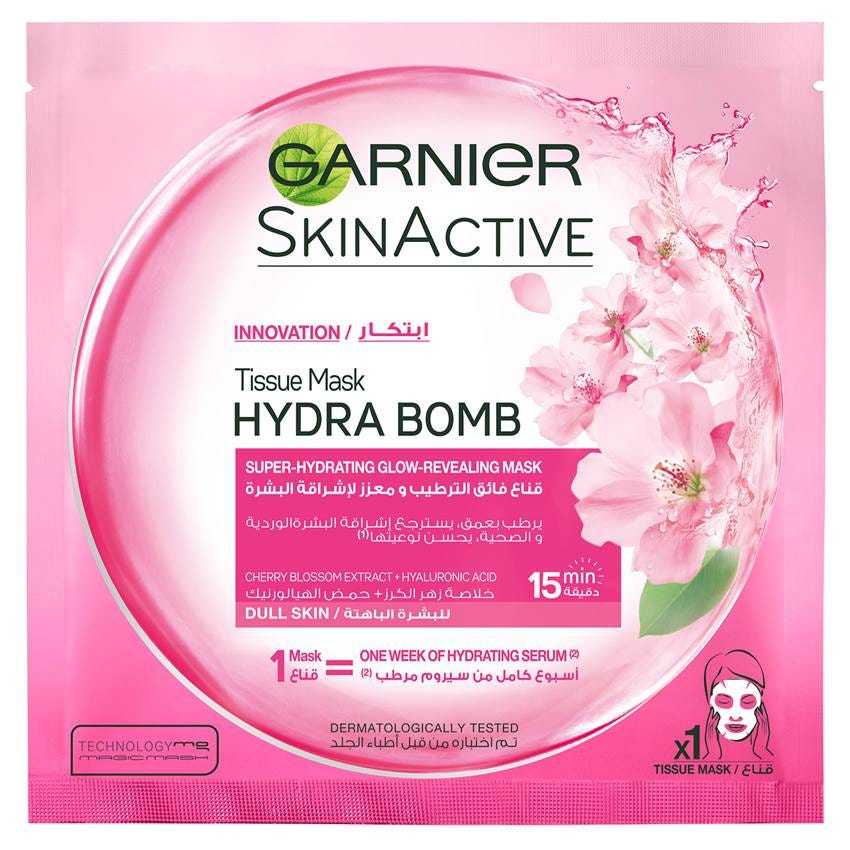 GARNIER
SKINACTIVE
INNOVATION / ابتكار
Tissue Mask
HYDRA BOMB
SUPER-HYDRATING GLOW-REVEALING MASK
قناع فائق الترطيب و معزز لإشراقة البشرة
يرطب بعمق، يسترجع إشراقة البشرة الوردية
و الصحية، يحسن نوعيتها(1)
CHERRY BLOSSOM EXTRACT + HYALURONIC ACID
خلاصة زهر الكرز + حمض الهيالورنيك
15 min دقيقة
DULL SKIN / للبشرة الباهتة
1 Mask قناع = ONE WEEK OF HYDRATING SERUM (2)
أسبوع كامل من سيروم مرطب (2)
DERMATOLOGICALLY TESTED
تم اختباره من قبل أطباء الجلد
TECHNOLOGY
MAGIC MASK
x1
TISSUE MASK / قناع